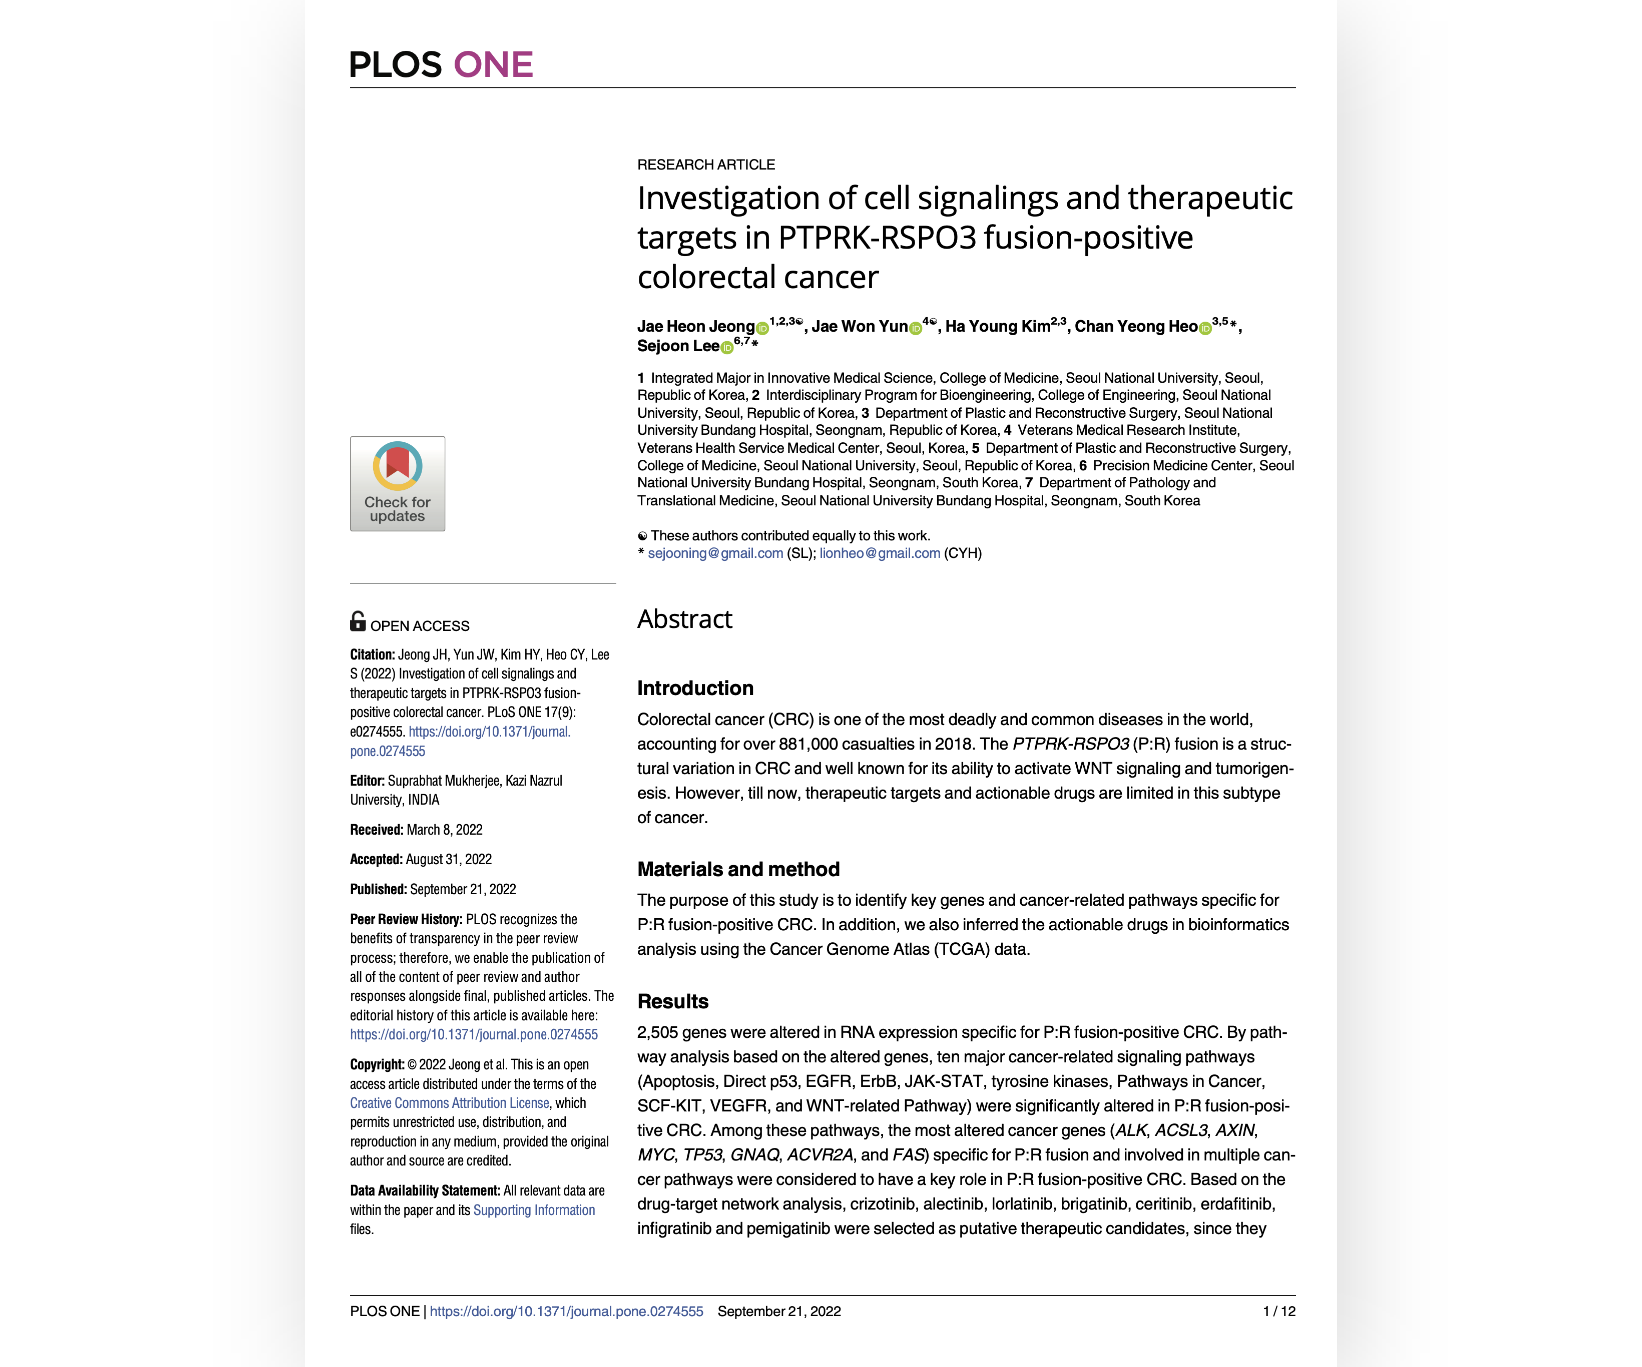 PLOS ONE
RESEARCH ARTICLE
Investigation of cell signalings and therapeutic
targets in PTPRK-RSPO3 fusion-positive
colorectal cancer
Jae Heon Jeong 1,2,3☯, Jae Won Yun 4☯, Ha Young Kim2,3, Chan Yeong Heo 3,5*,
Sejoon Lee 6,7*
1 Integrated Major in Innovative Medical Science, College of Medicine, Seoul National University, Seoul,
Republic of Korea, 2 Interdisciplinary Program for Bioengineering, College of Engineering, Seoul National
University, Seoul, Republic of Korea, 3 Department of Plastic and Reconstructive Surgery, Seoul National
University Bundang Hospital, Seongnam, Republic of Korea, 4 Veterans Medical Research Institute,
Veterans Health Service Medical Center, Seoul, Korea, 5 Department of Plastic and Reconstructive Surgery,
College of Medicine, Seoul National University, Seoul, Republic of Korea, 6 Precision Medicine Center, Seoul
National University Bundang Hospital, Seongnam, South Korea, 7 Department of Pathology and
Translational Medicine, Seoul National University Bundang Hospital, Seongnam, South Korea
☯ These authors contributed equally to this work.
* sejooning@gmail.com (SL); lionheo@gmail.com (CYH)
Check for
updates
OPEN ACCESS
Citation: Jeong JH, Yun JW, Kim HY, Heo CY, Lee
S (2022) Investigation of cell signalings and
therapeutic targets in PTPRK-RSPO3 fusion-
positive colorectal cancer. PLoS ONE 17(9):
e0274555. https://doi.org/10.1371/journal.
pone.0274555
Editor: Suprabhat Mukherjee, Kazi Nazrul
University, INDIA
Received: March 8, 2022
Accepted: August 31, 2022
Published: September 21, 2022
Peer Review History: PLOS recognizes the
benefits of transparency in the peer review
process; therefore, we enable the publication of
all of the content of peer review and author
responses alongside final, published articles. The
editorial history of this article is available here:
https://doi.org/10.1371/journal.pone.0274555
Copyright: © 2022 Jeong et al. This is an open
access article distributed under the terms of the
Creative Commons Attribution License, which
permits unrestricted use, distribution, and
reproduction in any medium, provided the original
author and source are credited.
Data Availability Statement: All relevant data are
within the paper and its Supporting Information
files.
Abstract
Introduction
Colorectal cancer (CRC) is one of the most deadly and common diseases in the world,
accounting for over 881,000 casualties in 2018. The PTPRK-RSPO3 (P:R) fusion is a struc-
tural variation in CRC and well known for its ability to activate WNT signaling and tumorigen-
esis. However, till now, therapeutic targets and actionable drugs are limited in this subtype
of cancer.
Materials and method
The purpose of this study is to identify key genes and cancer-related pathways specific for
P:R fusion-positive CRC. In addition, we also inferred the actionable drugs in bioinformatics
analysis using the Cancer Genome Atlas (TCGA) data.
Results
2,505 genes were altered in RNA expression specific for P:R fusion-positive CRC. By path-
way analysis based on the altered genes, ten major cancer-related signaling pathways
(Apoptosis, Direct p53, EGFR, ErbB, JAK-STAT, tyrosine kinases, Pathways in Cancer,
SCF-KIT, VEGFR, and WNT-related Pathway) were significantly altered in P:R fusion-posi-
tive CRC. Among these pathways, the most altered cancer genes (ALK, ACSL3, AXIN,
MYC, TP53, GNAQ, ACVR2A, and FAS) specific for P:R fusion and involved in multiple can-
cer pathways were considered to have a key role in P:R fusion-positive CRC. Based on the
drug-target network analysis, crizotinib, alectinib, lorlatinib, brigatinib, ceritinib, erdafitinib,
infigratinib and pemigatinib were selected as putative therapeutic candidates, since they
PLOS ONE | https://doi.org/10.1371/journal.pone.0274555 September 21, 2022
1 / 12